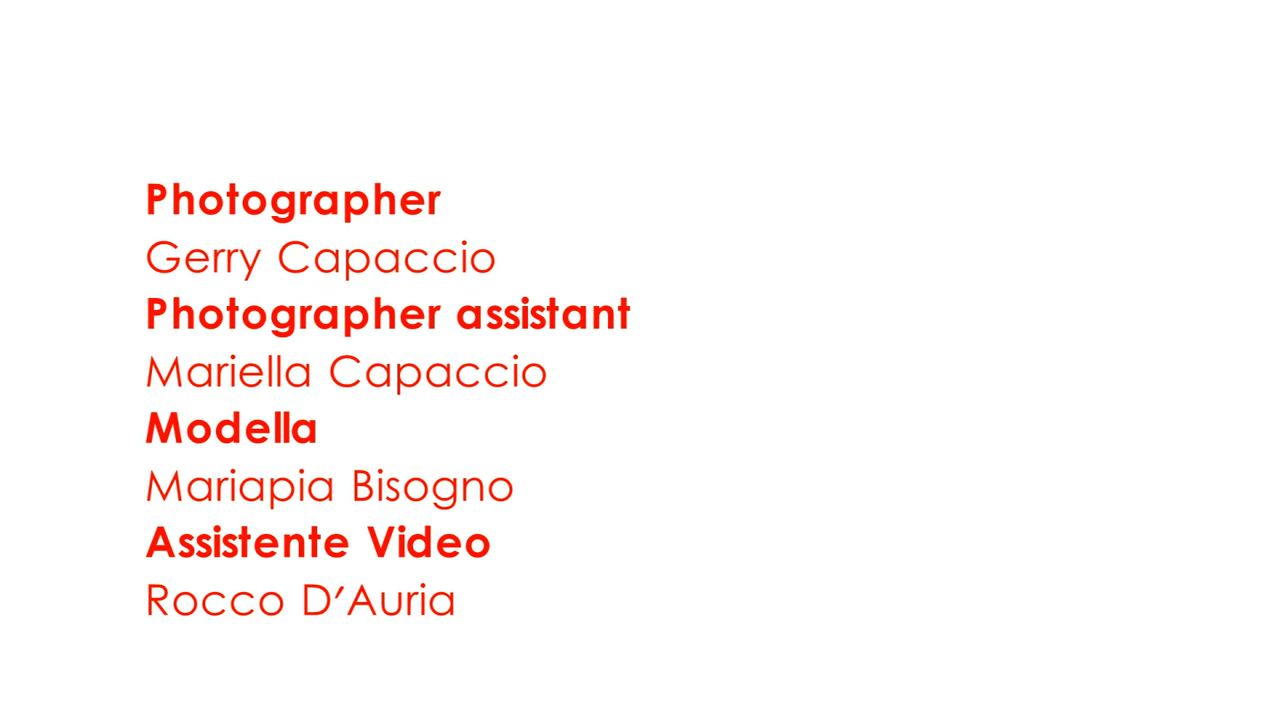 Photographer
Gerry Capaccio
Photographer assistant
Mariella Capaccio
Modella
Mariapia Bisogno
Assistente Video
Rocco D'Auria